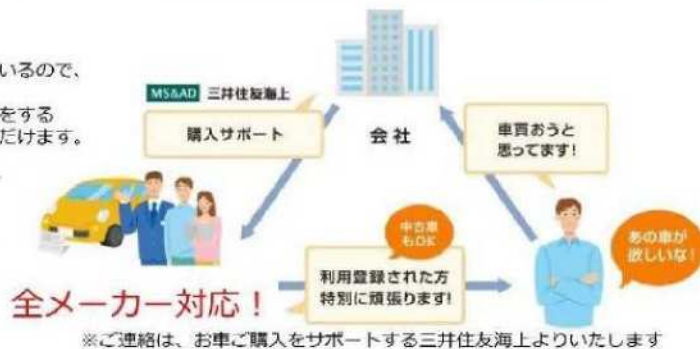 いるので、
をする
だけます。
MS&AD 三井住友海上
購入サポート
会社
車買おうと
思ってます!
中古車
もOK
利用登録された方
特別に頑張ります!
あの車が
欲しいな!
全メーカー対応！
※ご連絡は、お車ご購入をサポートする三井住友海上よりいたします